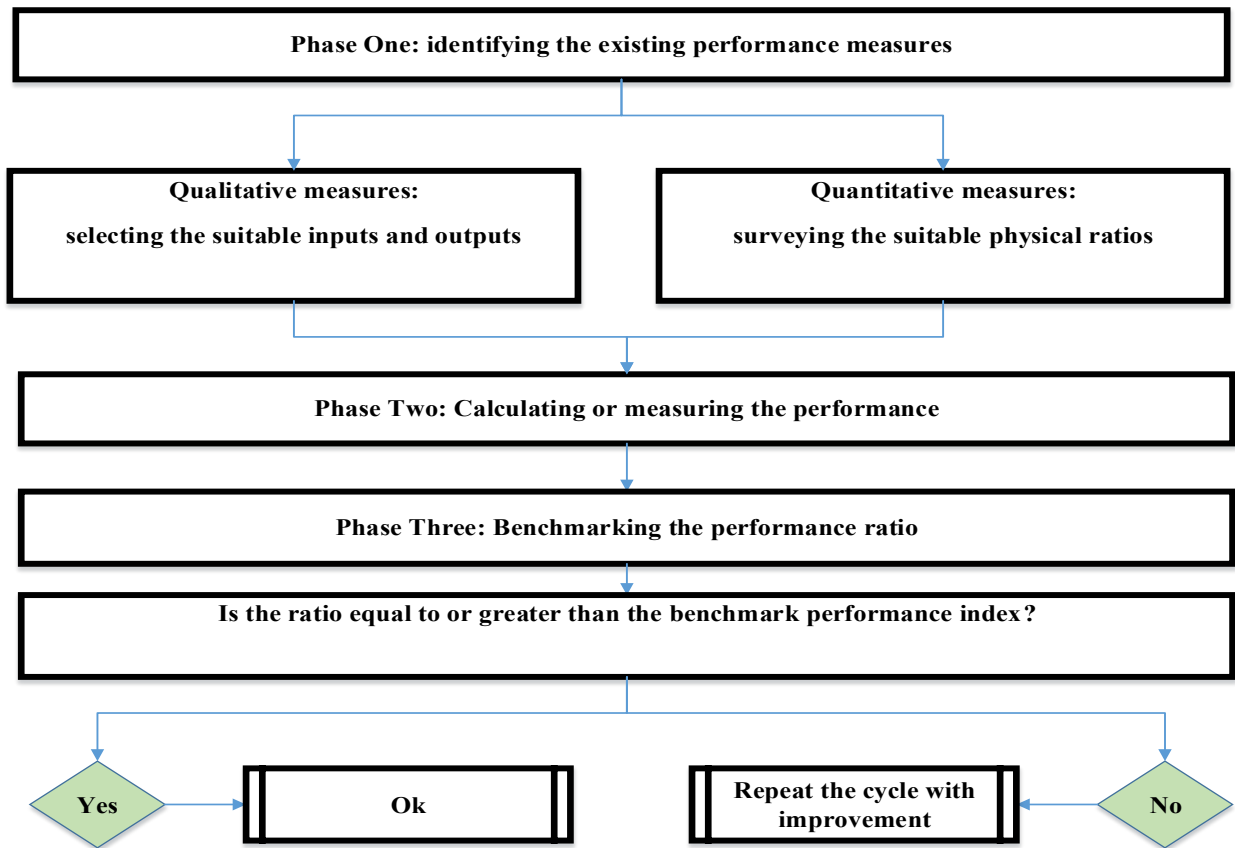 Phase One: identifying the existing performance measures
Qualitative measures:
selecting the suitable inputs and outputs
Quantitative measures:
surveying the suitable physical ratios
Phase Two: Calculating or measuring the performance
Phase Three: Benchmarking the performance ratio
Is the ratio equal to or greater than the benchmark performance index?
Yes
Ok
Repeat the cycle with
improvement
No